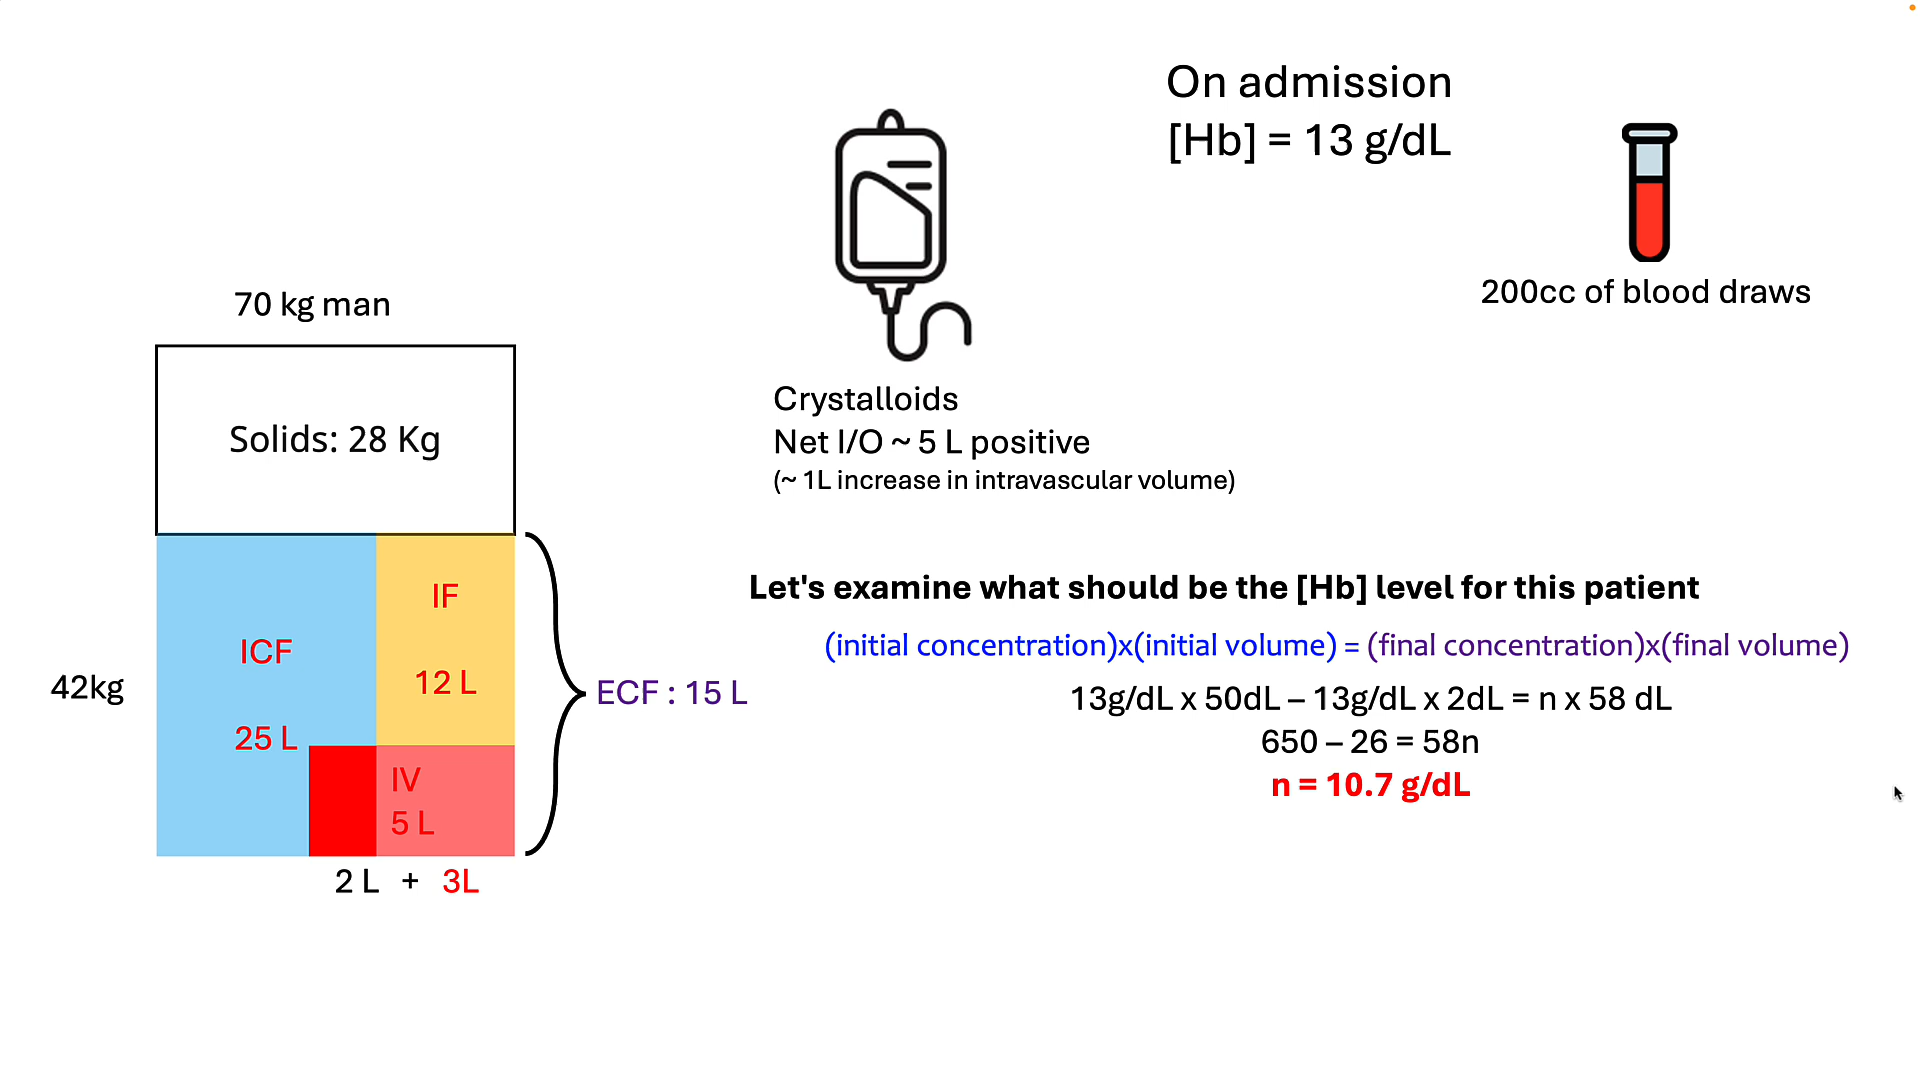 On admission
[Hb] = 13 g/dL
200cc of blood draws
70 kg man
Solids: 28 Kg
Crystalloids
Net I/O ~ 5 L positive
(~ 1L increase in intravascular volume)
ICF
25 L
IF
12 L
IV
5 L
42kg
ECF : 15 L
2 L + 3L
Let's examine what should be the [Hb] level for this patient
(initial concentration)x(initial volume) = (final concentration)x(final volume)
13g/dL x 50dL – 13g/dL x 2dL = n x 58 dL
650 – 26 = 58n
n = 10.7 g/dL